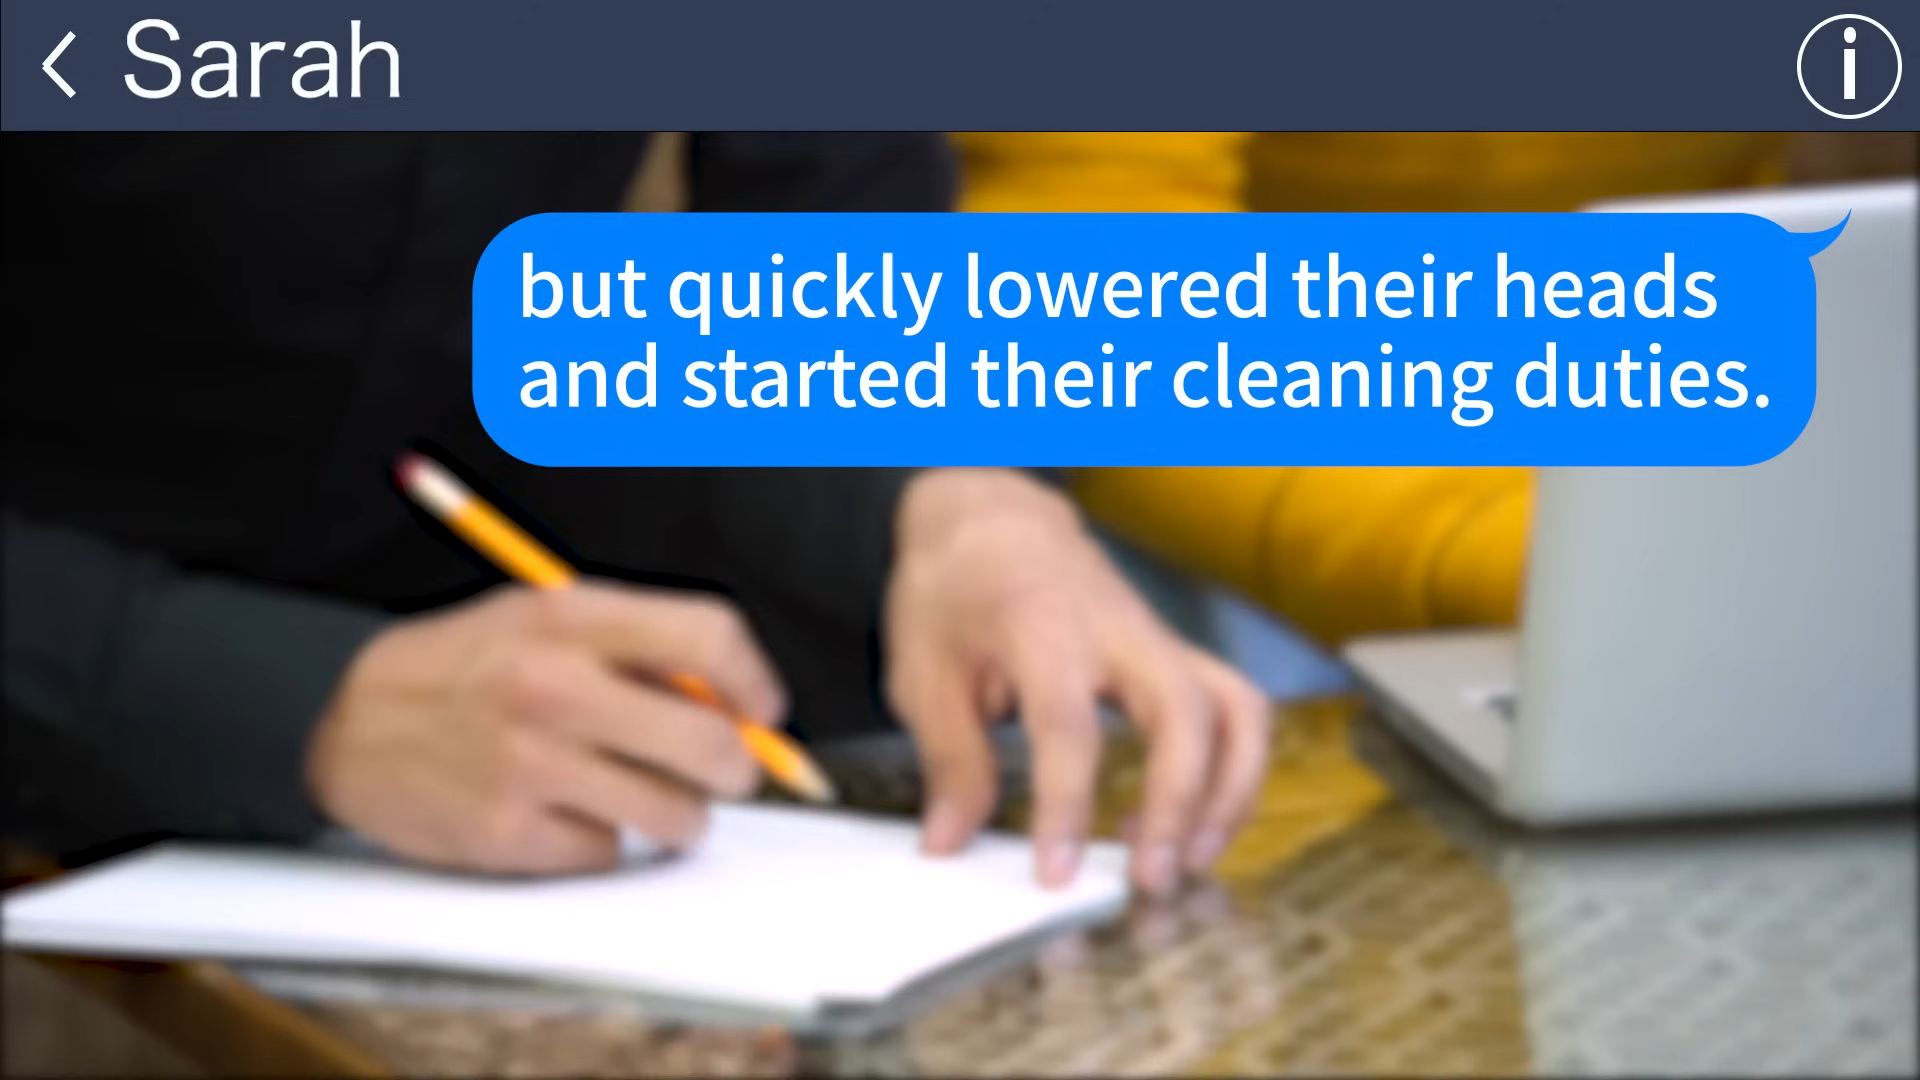 Sarah
but quickly lowered their heads
and started their cleaning duties.